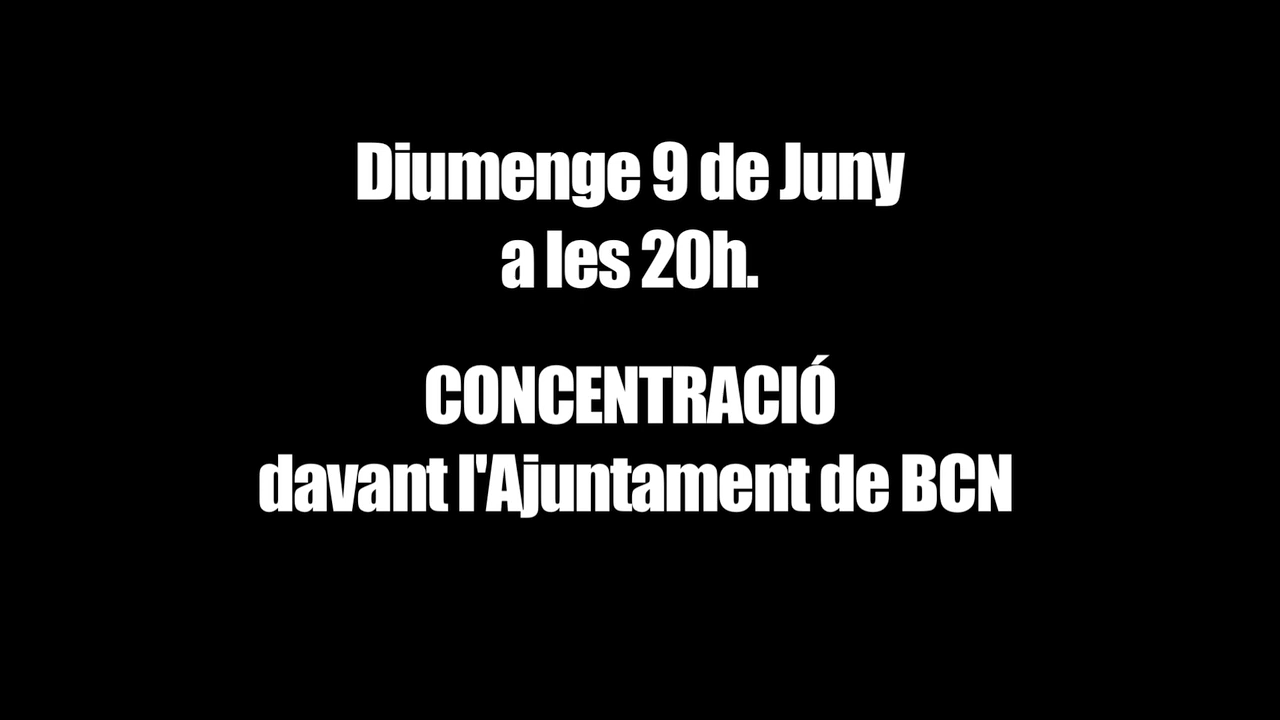 Diumenge 9 de Juny
a les 20h.
CONCENTRACIÓ
davant l'Ajuntament de BCN